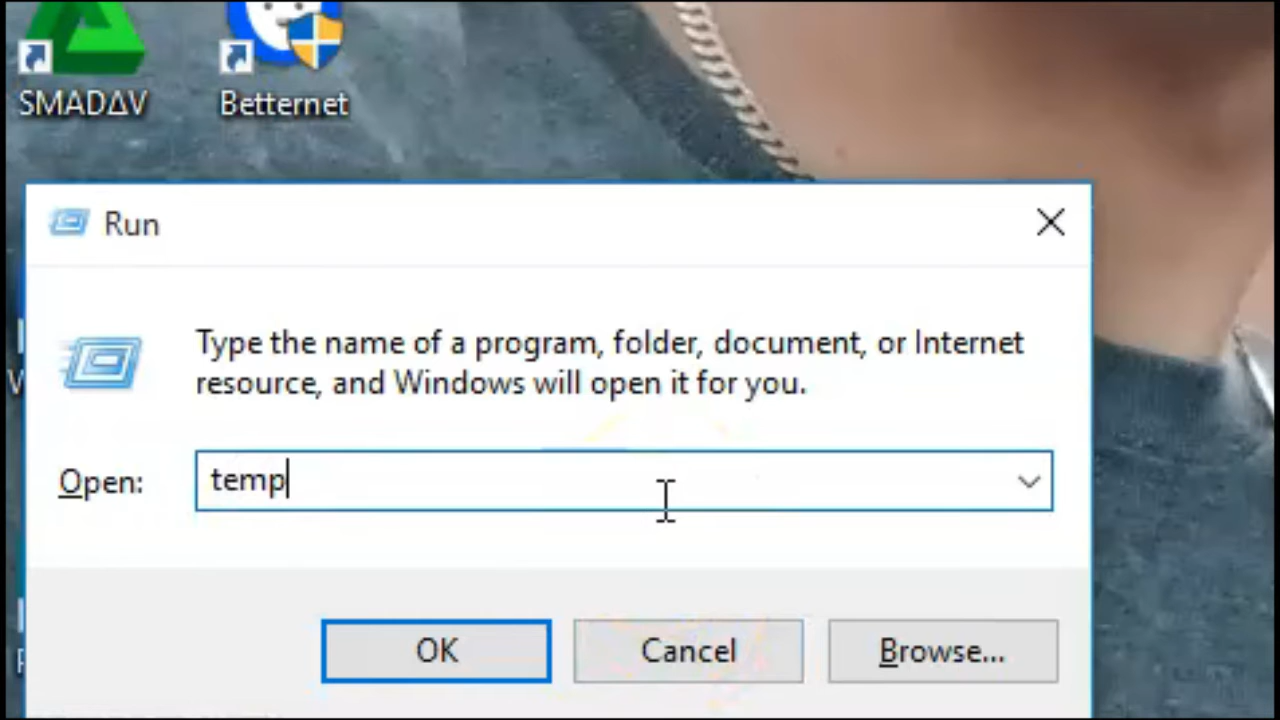 SMADΔV
Betternet
Run
Type the name of a program, folder, document, or Internet
resource, and Windows will open it for you.
Open:
temp
OK
Cancel
Browse...